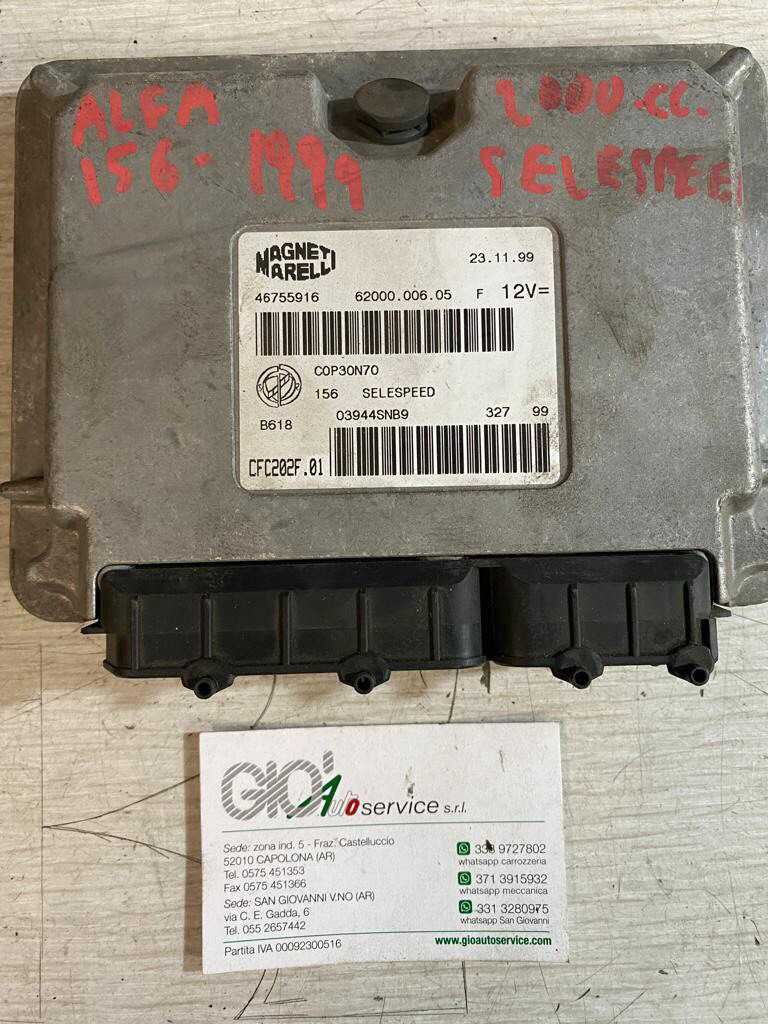 ALFA 2000.CC.
156-1999 SELESPEE
MAGNETI MARELLI
23.11.99
46755916 62000.006.05 F 12V=
COP30N70
156 SELESPEED
B618 03944SNB9 327 99
CFC202F.01
GIO' Auto service s.r.l.
Sede: zona ind. 5 - Fraz. Castelluccio
52010 CAPOLONA (AR)
Tel. 0575 451353
Fax 0575 451366
Sede: SAN GIOVANNI V.NO (AR)
via C. E. Gadda, 6
Tel. 055 2657442
Partita IVA 00092300516
9727802
whatsapp carrozzeria
371 3915932
whatsapp meccanica
331 3280975
whatsapp San Giovanni
www.gioautoservice.com